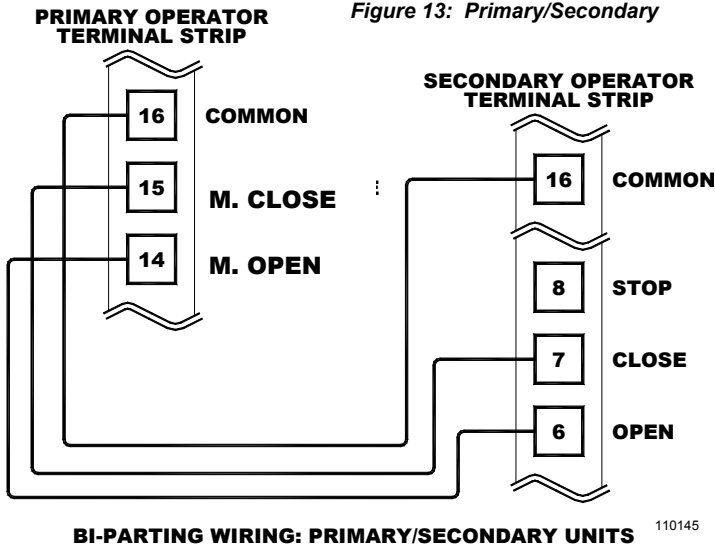 Figure 13: Primary/Secondary
PRIMARY OPERATOR
TERMINAL STRIP
16 COMMON
15 M. CLOSE
14 M. OPEN
SECONDARY OPERATOR
TERMINAL STRIP
16 COMMON
8 STOP
7 CLOSE
6 OPEN
110145
BI-PARTING WIRING: PRIMARY/SECONDARY UNITS